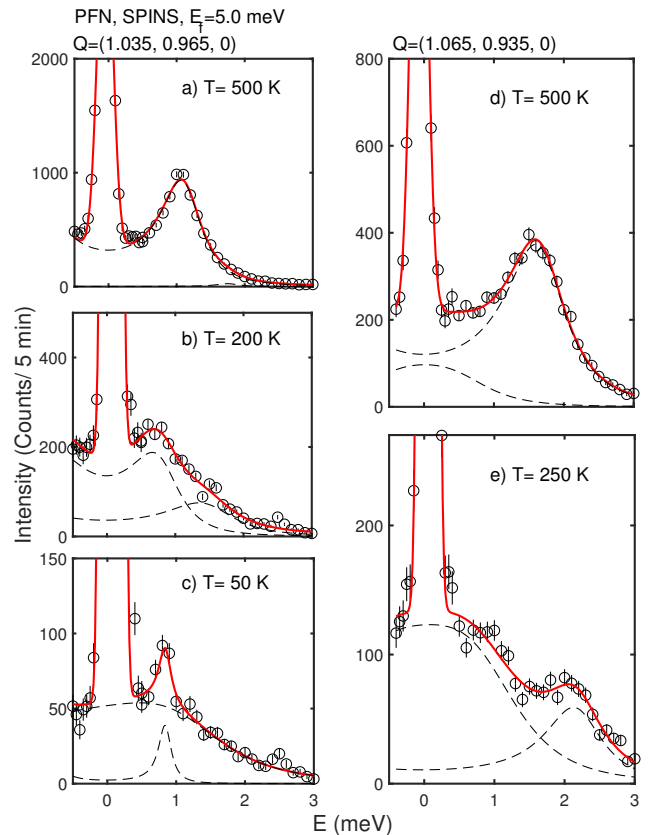 PFN, SPINS, E_f=5.0 meV
Q=(1.035, 0.965, 0)
Q=(1.065, 0.935, 0)
2000
a) T= 500 K
1000
0
b) T= 200 K
400
200
0
150
c) T= 50 K
100
50
0
0 1 2 3
800
d) T= 500 K
600
400
200
0
e) T= 250 K
200
100
0
0 1 2 3
Intensity (Counts/ 5 min)
E (meV)